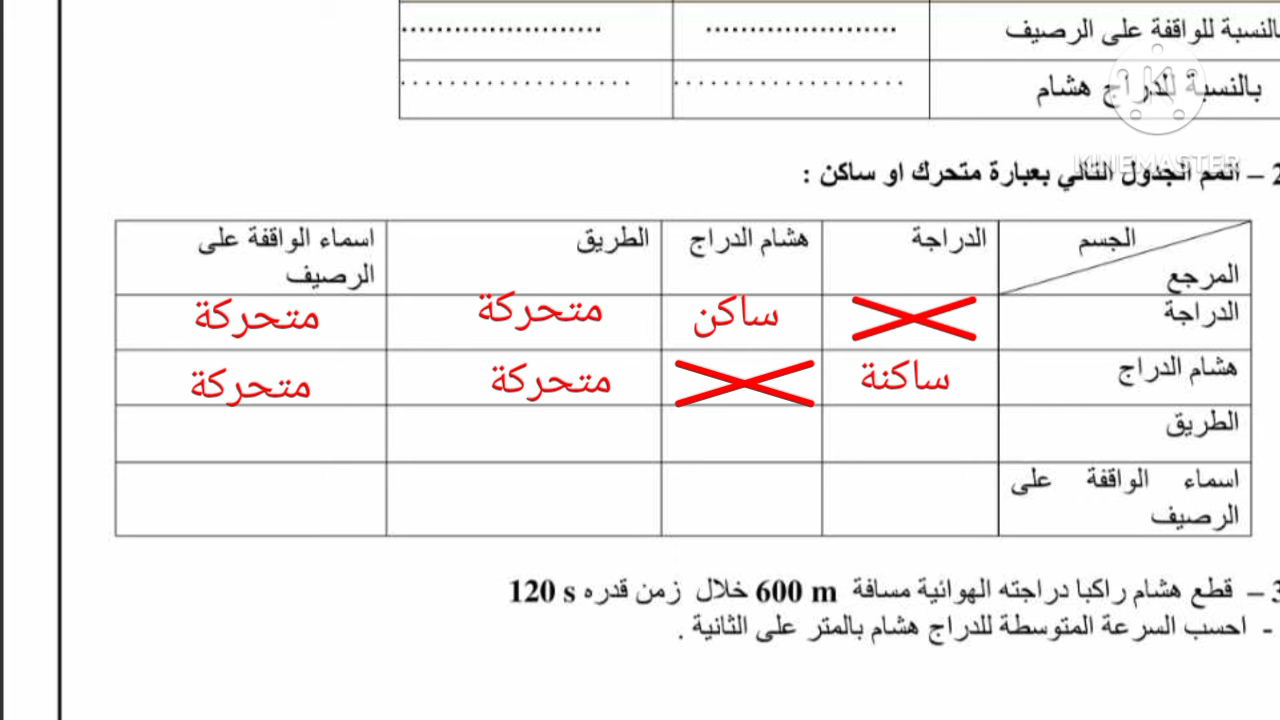 بالنسبة للواقفة على الرصيف ...................... ......................
بالنسبة للدراج هشام ................... ...................
2 – اتمم الجدول التالي بعبارة متحرك او ساكن :
الجسم الدراجة هشام الدراج الطريق اسماء الواقفة على
المرجع الرصيف
الدراجة ساكن متحركة متحركة
هشام الدراج ساكنة متحركة متحركة
الطريق
اسماء الواقفة على
الرصيف
3 – قطع هشام راكبا دراجته الهوائية مسافة 600 m خلال زمن قدره 120 s
- احسب السرعة المتوسطة للدراج هشام بالمتر على الثانية .
KINEMASTER